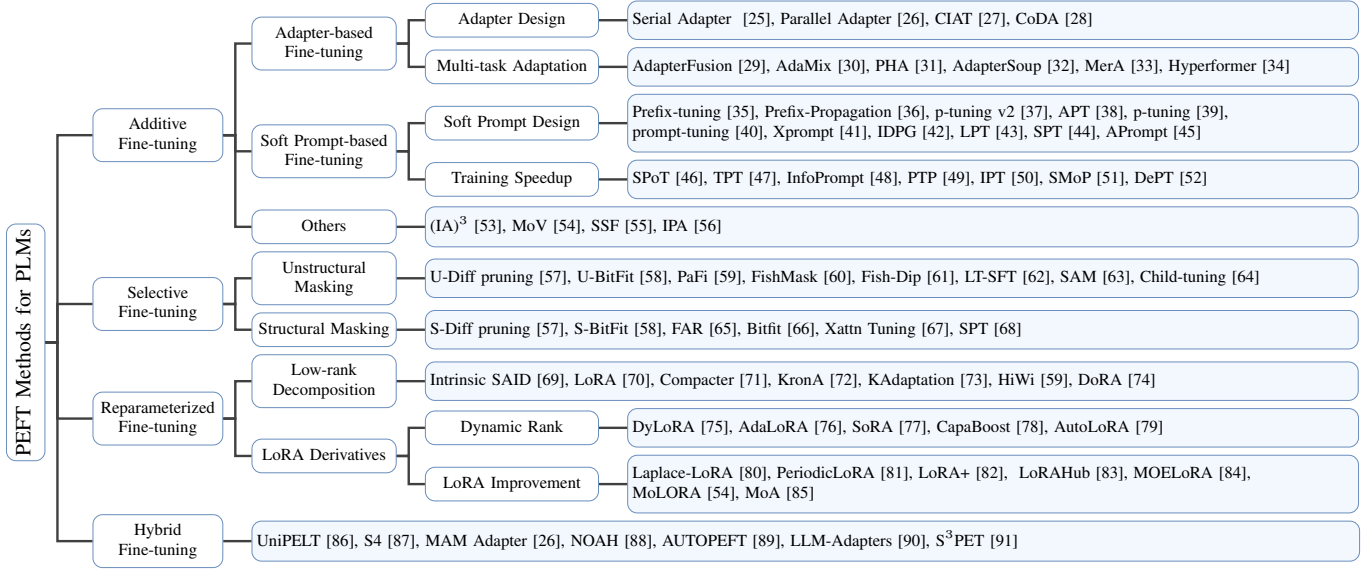 PEFT Methods for PLMs
Additive
Fine-tuning
Adapter-based
Fine-tuning
Adapter Design
Serial Adapter [25], Parallel Adapter [26], CIAT [27], CoDA [28]
Multi-task Adaptation
AdapterFusion [29], AdaMix [30], PHA [31], AdapterSoup [32], MerA [33], Hyperformer [34]
Soft Prompt-based
Fine-tuning
Soft Prompt Design
Prefix-tuning [35], Prefix-Propagation [36], p-tuning v2 [37], APT [38], p-tuning [39],
prompt-tuning [40], Xprompt [41], IDPG [42], LPT [43], SPT [44], APrompt [45]
Training Speedup
SPoT [46], TPT [47], InfoPrompt [48], PTP [49], IPT [50], SMoP [51], DePT [52]
Others
(IA)³ [53], MoV [54], SSF [55], IPA [56]
Selective
Fine-tuning
Unstructural
Masking
U-Diff pruning [57], U-BitFit [58], PaFi [59], FishMask [60], Fish-Dip [61], LT-SFT [62], SAM [63], Child-tuning [64]
Structural Masking
S-Diff pruning [57], S-BitFit [58], FAR [65], Bitfit [66], Xattn Tuning [67], SPT [68]
Reparameterized
Fine-tuning
Low-rank
Decomposition
Intrinsic SAID [69], LoRA [70], Compacter [71], KronA [72], KAdaptation [73], HiWi [59], DoRA [74]
LoRA Derivatives
Dynamic Rank
DyLoRA [75], AdaLoRA [76], SoRA [77], CapaBoost [78], AutoLoRA [79]
LoRA Improvement
Laplace-LoRA [80], PeriodicLoRA [81], LoRA+ [82], LoRAHub [83], MOELoRA [84],
MoLORA [54], MoA [85]
Hybrid
Fine-tuning
UniPELT [86], S4 [87], MAM Adapter [26], NOAH [88], AUTOPEFT [89], LLM-Adapters [90], S³PET [91]